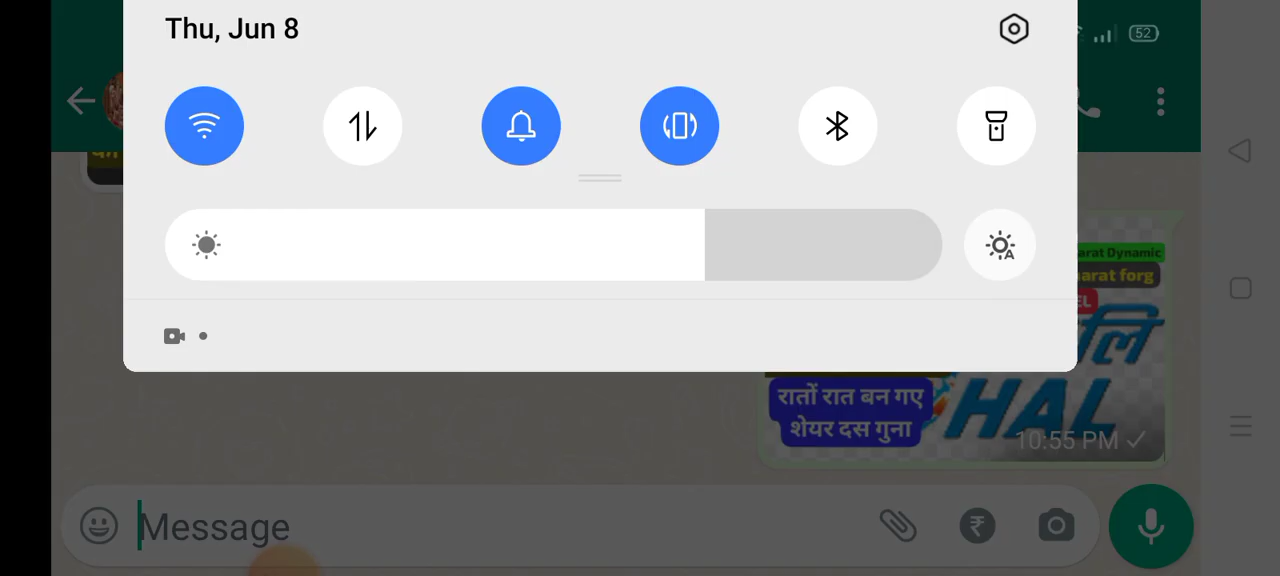 Thu, Jun 8
52
arat Dynamic
arat forg
EL
रातों रात बन गए
शेयर दस गुना
HAL
10:55 PM
Message